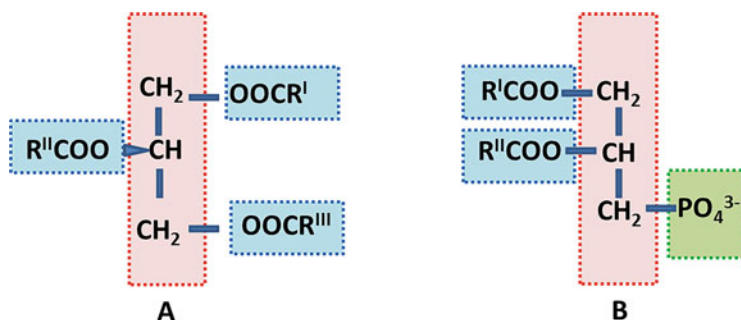 CH₂ OOCRᴵ
RᴵᴵCOO CH
CH₂ OOCRᴵᴵᴵ
A
RᴵCOO CH₂
RᴵᴵCOO CH
CH₂ PO₄³⁻
B